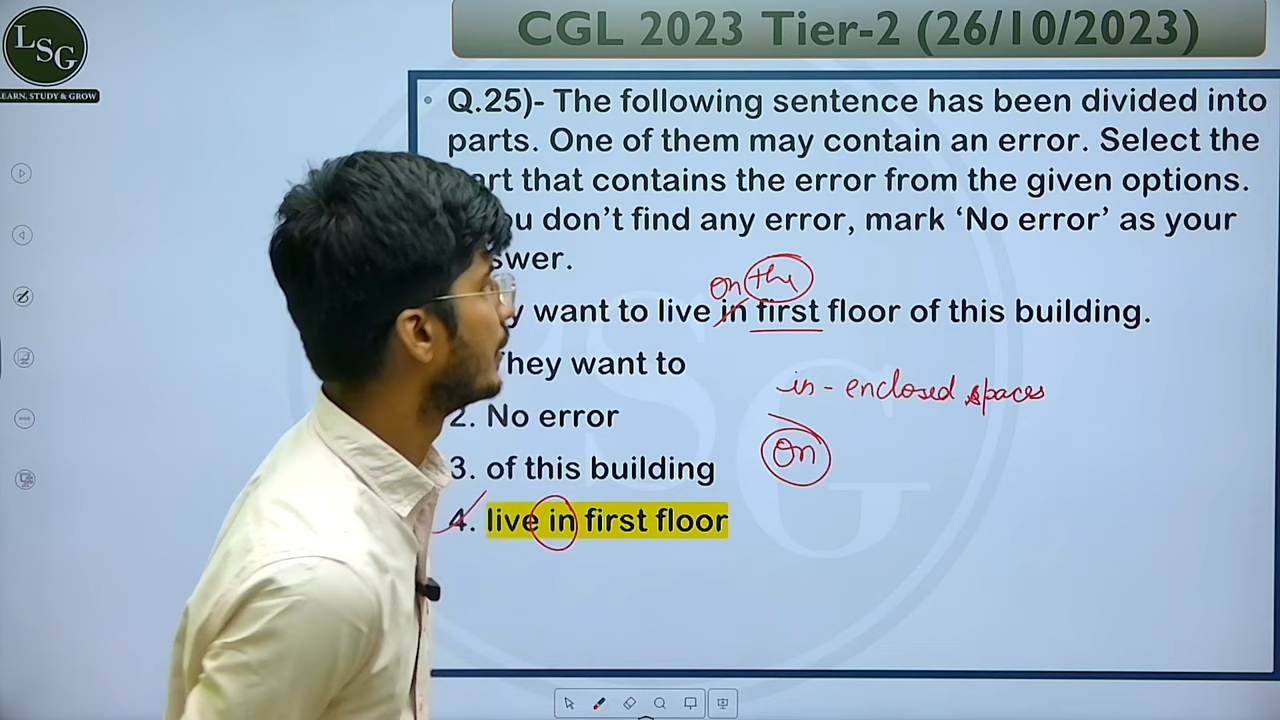 LSG
LEARN, STUDY & GROW
CGL 2023 Tier-2 (26/10/2023)
Q.25)- The following sentence has been divided into
parts. One of them may contain an error. Select the
art that contains the error from the given options.
u don’t find any error, mark ‘No error’ as your
swer.
on the
y want to live in first floor of this building.
hey want to
in - enclosed spaces
2. No error
on
3. of this building
4. live in first floor